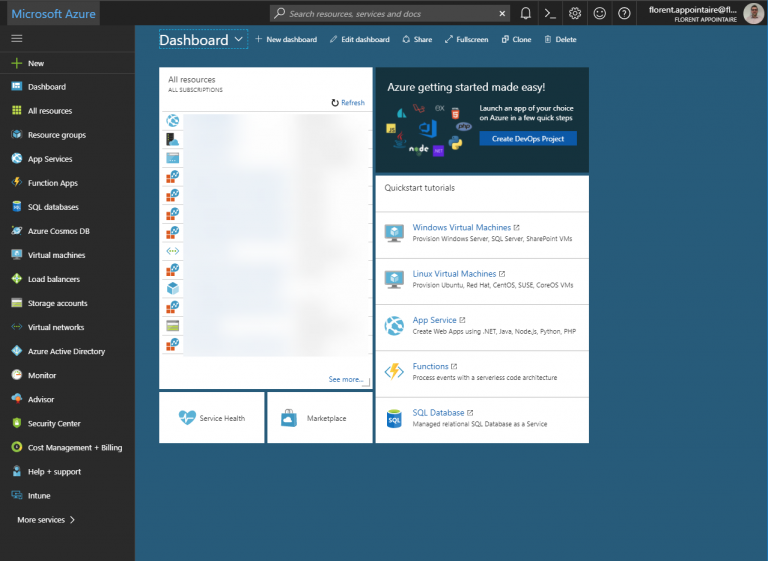 Microsoft Azure
Search resources, services and docs
florent.appointaire@fl...
FLORENT APPOINTAIRE
New
Dashboard
All resources
Resource groups
App Services
Function Apps
SQL databases
Azure Cosmos DB
Virtual machines
Load balancers
Storage accounts
Virtual networks
Azure Active Directory
Monitor
Advisor
Security Center
Cost Management + Billing
Help + support
Intune
More services
Dashboard
New dashboard
Edit dashboard
Share
Fullscreen
Clone
Delete
All resources
ALL SUBSCRIPTIONS
Refresh
See more...
Service Health
Marketplace
Azure getting started made easy!
Launch an app of your choice
on Azure in a few quick steps
Create DevOps Project
ex
php
node
Quickstart tutorials
Windows Virtual Machines
Provision Windows Server, SQL Server, SharePoint VMs
Linux Virtual Machines
Provision Ubuntu, Red Hat, CentOS, SUSE, CoreOS VMs
App Service
Create Web Apps using .NET, Java, Node.js, Python, PHP
Functions
Process events with a serverless code architecture
SQL
SQL Database
Managed relational SQL Database as a Service